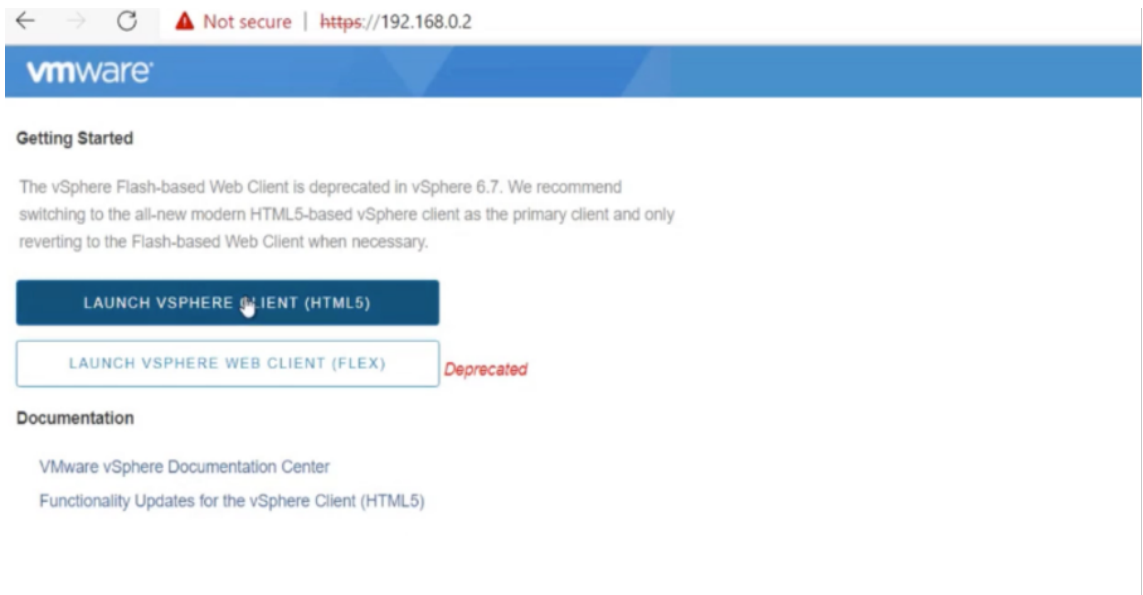 Not secure | https://192.168.0.2
vmware
Getting Started
The vSphere Flash-based Web Client is deprecated in vSphere 6.7. We recommend
switching to the all-new modern HTML5-based vSphere client as the primary client and only
reverting to the Flash-based Web Client when necessary.
LAUNCH VSPHERE CLIENT (HTML5)
LAUNCH VSPHERE WEB CLIENT (FLEX)
Deprecated
Documentation
VMware vSphere Documentation Center
Functionality Updates for the vSphere Client (HTML5)